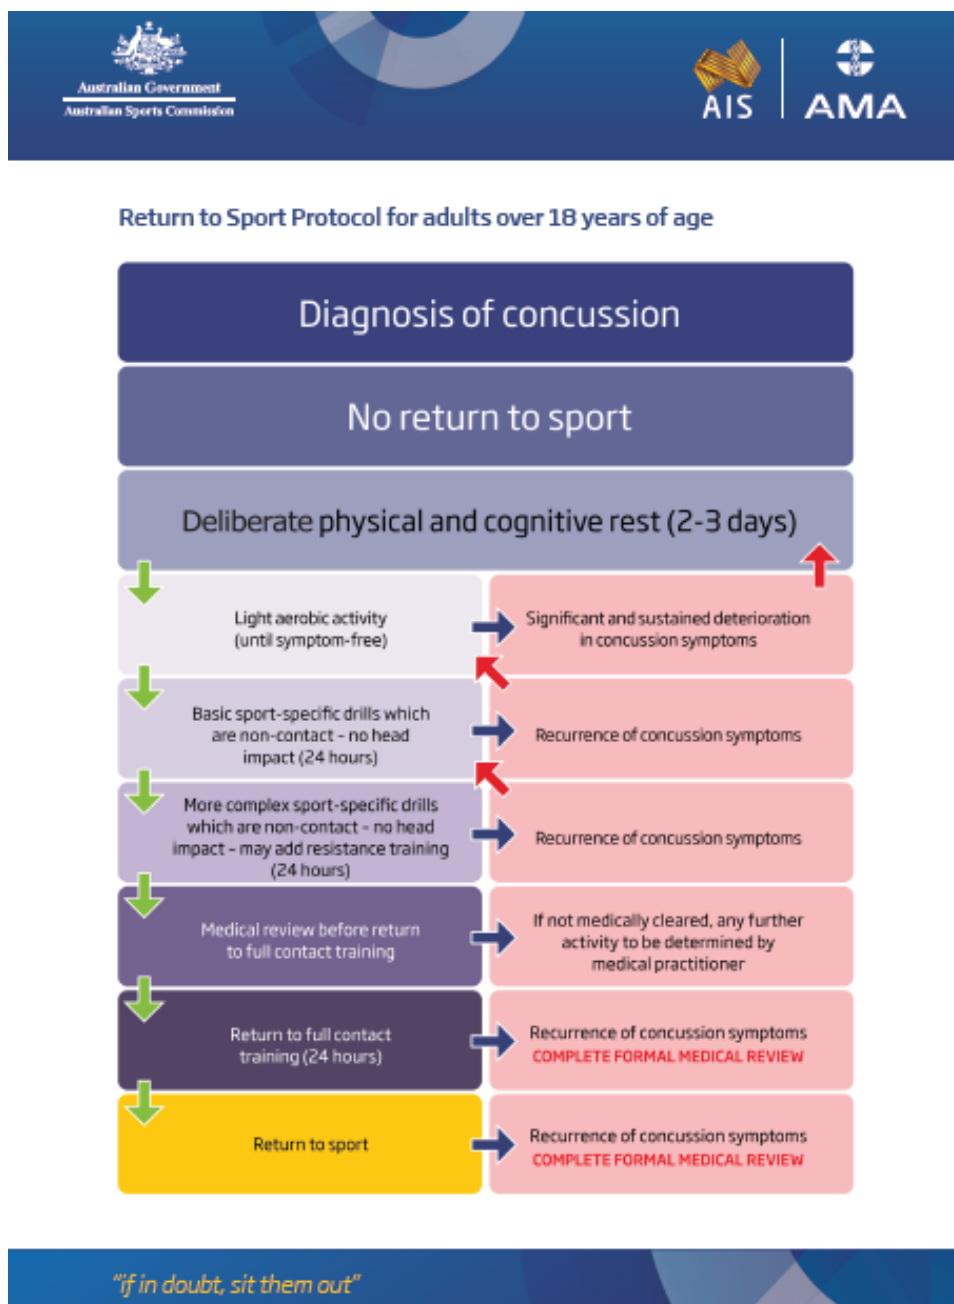 Australian Government
Australian Sports Commission
AIS
AMA
Return to Sport Protocol for adults over 18 years of age
Diagnosis of concussion
No return to sport
Deliberate physical and cognitive rest (2-3 days)
Light aerobic activity
(until symptom-free)
Significant and sustained deterioration
in concussion symptoms
Basic sport-specific drills which
are non-contact – no head
impact (24 hours)
Recurrence of concussion symptoms
More complex sport-specific drills
which are non-contact – no head
impact – may add resistance training
(24 hours)
Recurrence of concussion symptoms
Medical review before return
to full contact training
If not medically cleared, any further
activity to be determined by
medical practitioner
Return to full contact
training (24 hours)
Recurrence of concussion symptoms
COMPLETE FORMAL MEDICAL REVIEW
Return to sport
Recurrence of concussion symptoms
COMPLETE FORMAL MEDICAL REVIEW
“if in doubt, sit them out”